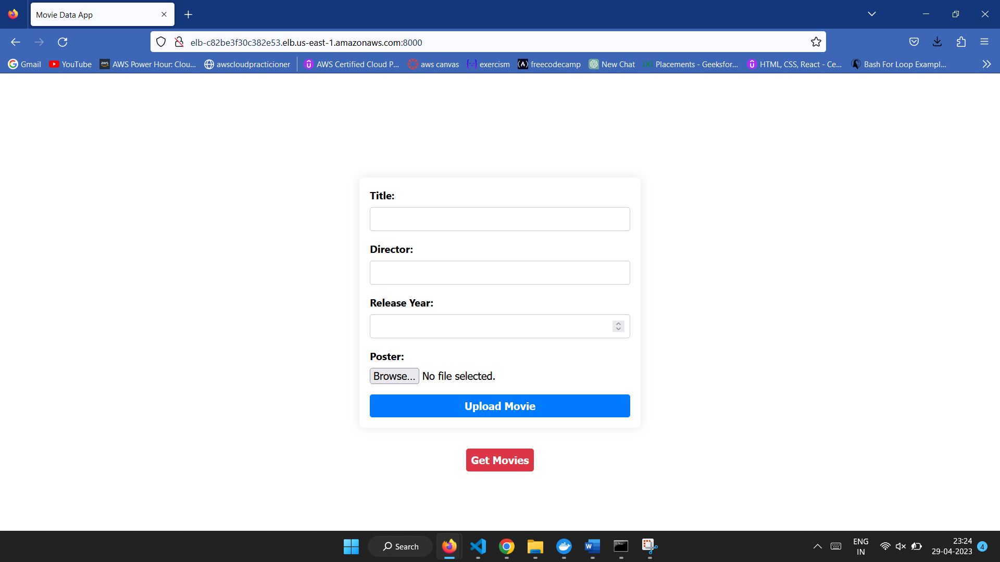 Movie Data App
elb-c82be3f30c382e53.elb.us-east-1.amazonaws.com:8000
Gmail YouTube aws AWS Power Hour: Clou... awscloudpracticioner AWS Certified Cloud P... aws canvas exercism freecodecamp New Chat Placements - Geeksfor... HTML, CSS, React - Ce... Bash For Loop Exampl...
Title:
Director:
Release Year:
Poster:
Browse... No file selected.
Upload Movie
Get Movies
Search
ENG
IN
23:24
29-04-2023
4